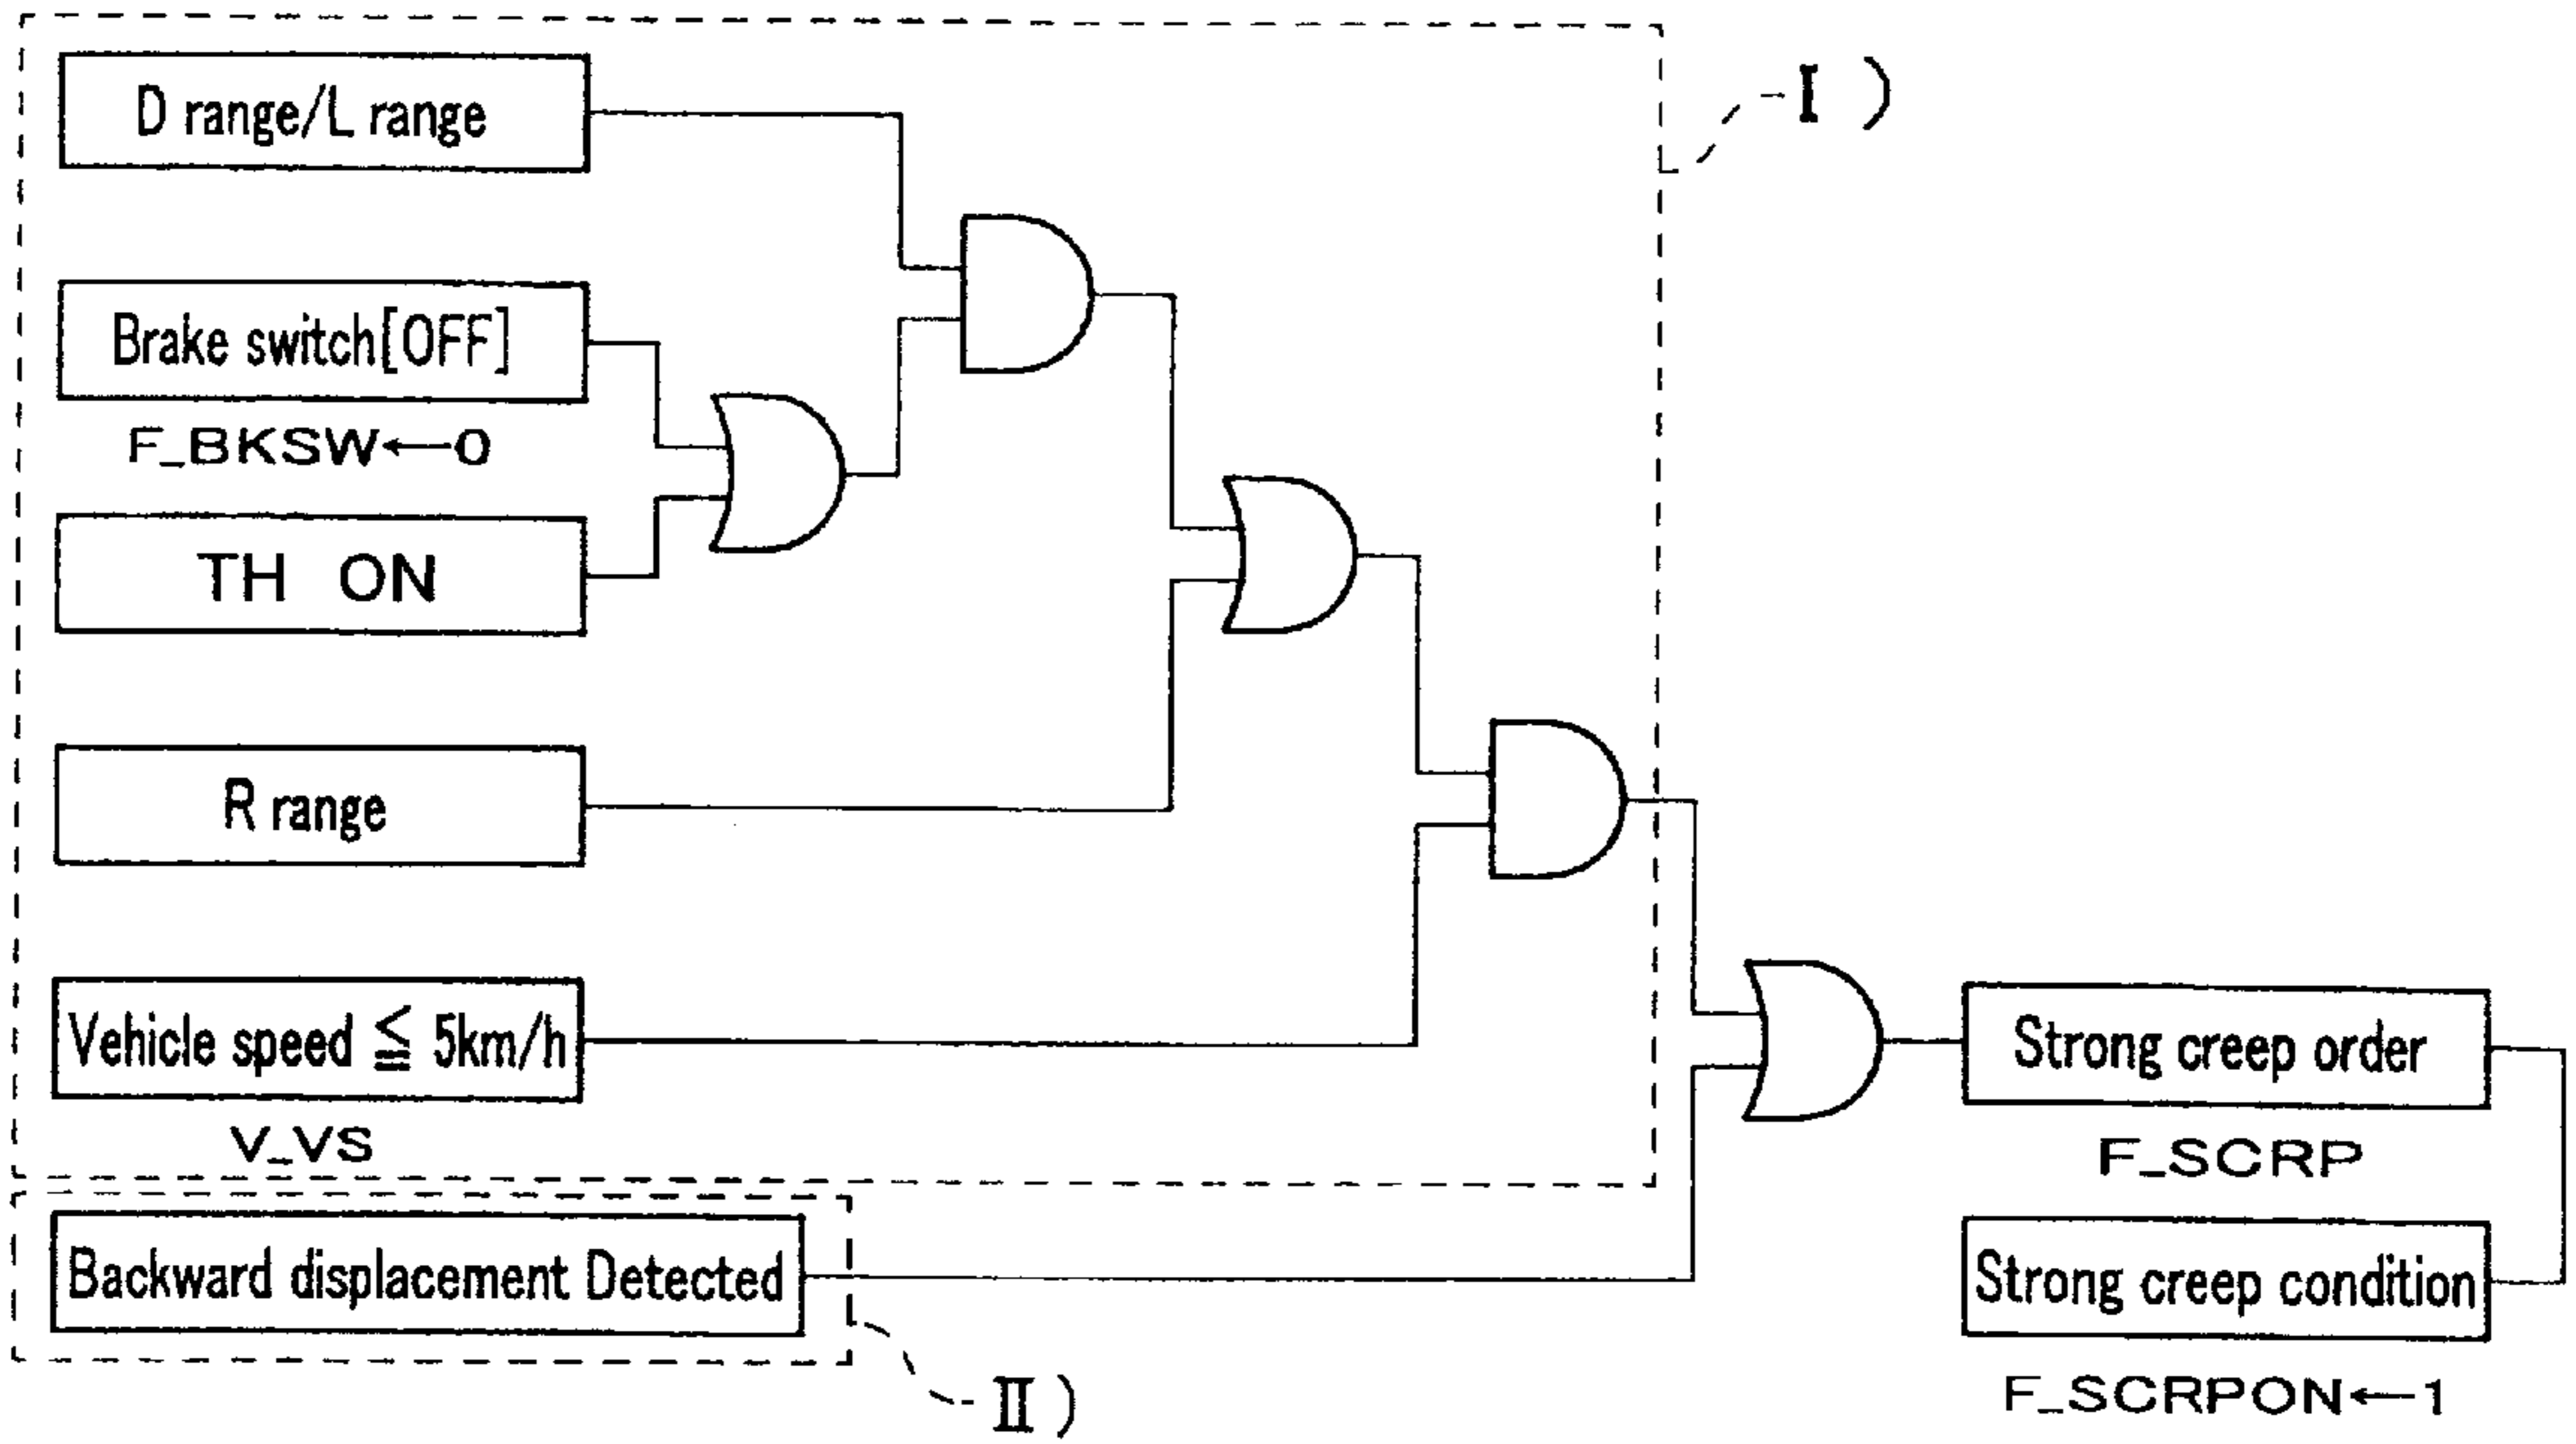 D range/L range
I )
Brake switch[OFF]
F_BKSW←0
TH ON
R range
Vehicle speed ≦ 5km/h
V_VS
Strong creep order
F_SCRP
Backward displacement Detected
Strong creep condition
II )
F_SCRPON←1